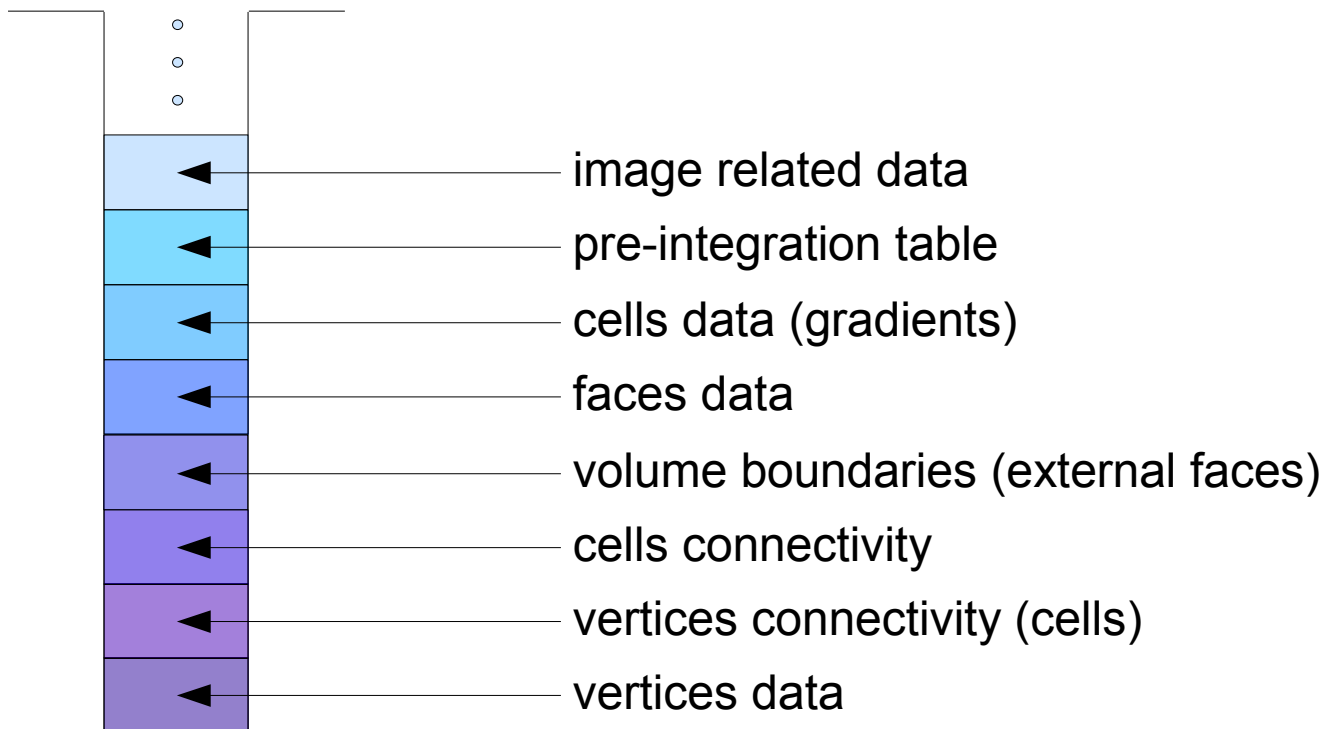 image related data
pre-integration table
cells data (gradients)
faces data
volume boundaries (external faces)
cells connectivity
vertices connectivity (cells)
vertices data